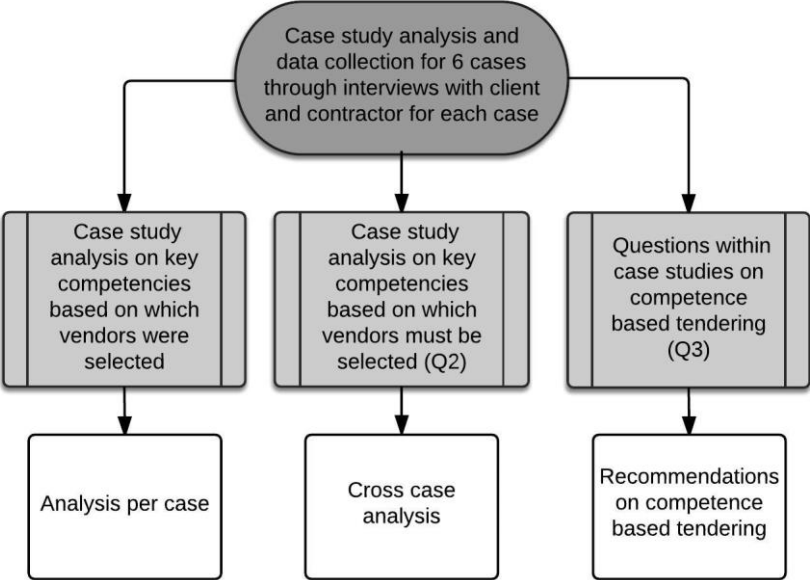 Case study analysis and
data collection for 6 cases
through interviews with client
and contractor for each case
Case study
analysis on key
competencies
based on which
vendors were
selected
Case study
analysis on key
competencies
based on which
vendors must be
selected (Q2)
Questions within
case studies on
competence
based tendering
(Q3)
Analysis per case
Cross case
analysis
Recommendations
on competence
based tendering